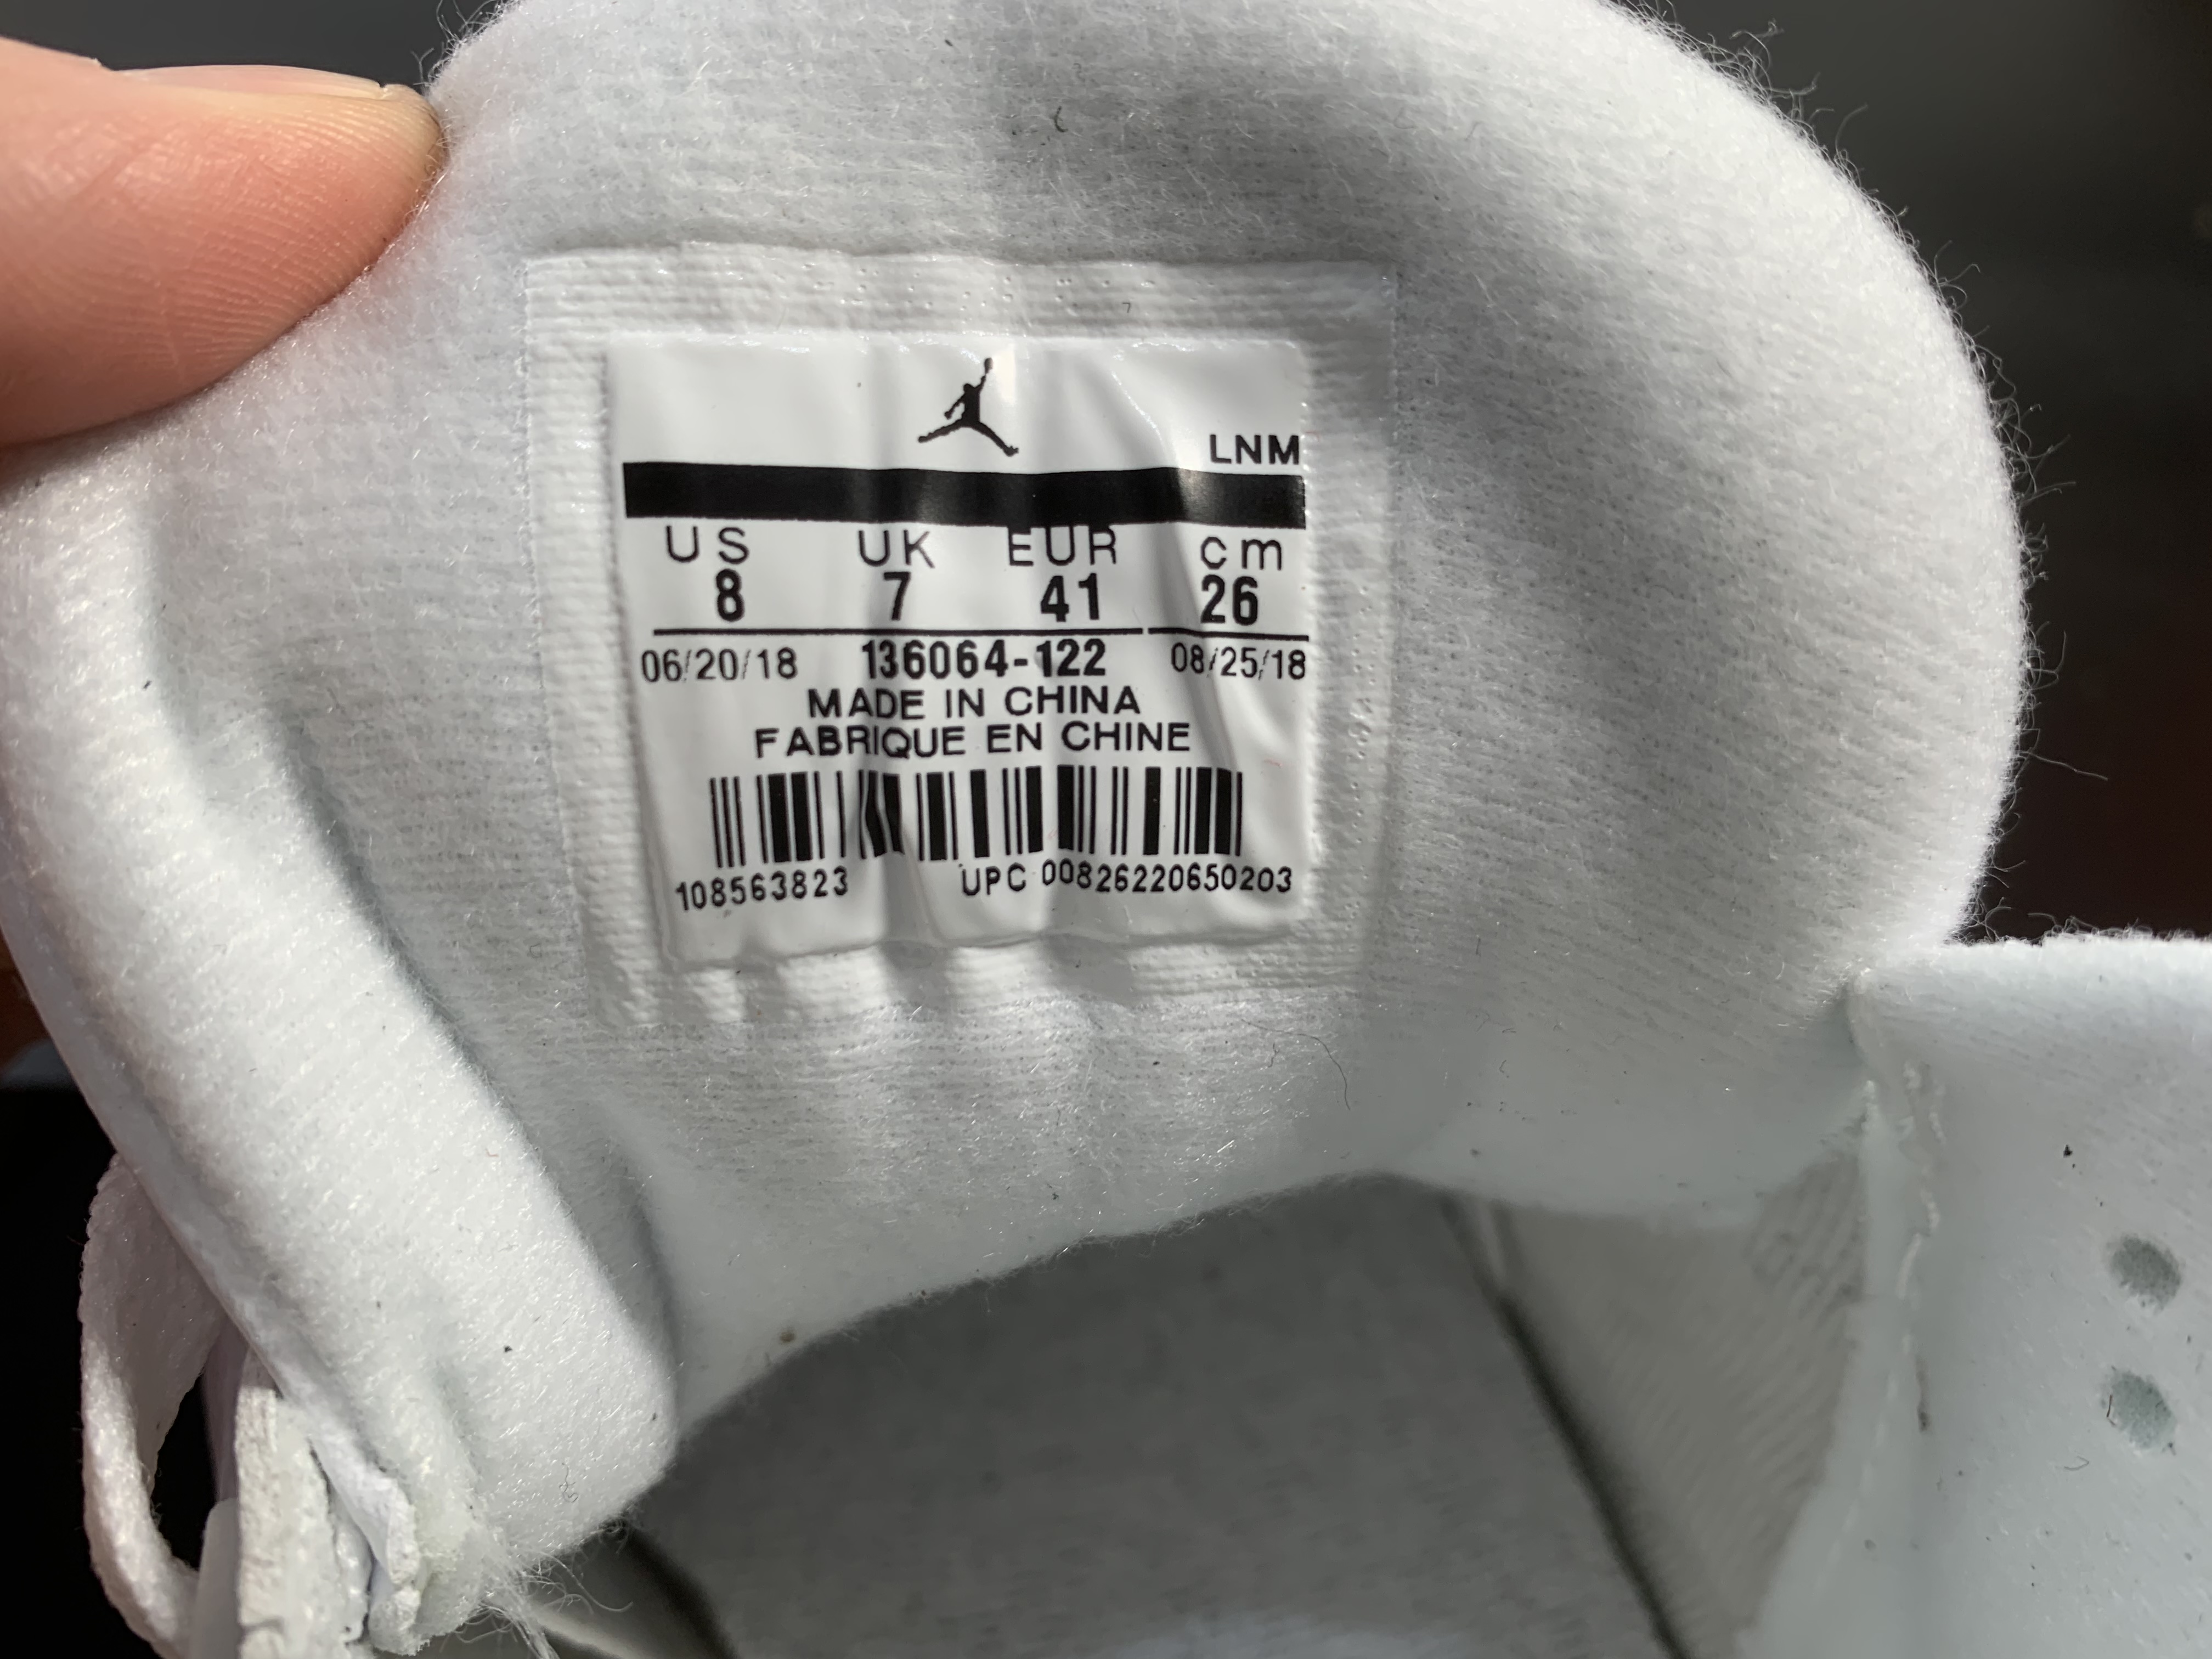 LNM
US UK EUR cm
8 7 41 26
06/20/18 136064-122 08/25/18
MADE IN CHINA
FABRIQUE EN CHINE
108563823 UPC 00826220650203